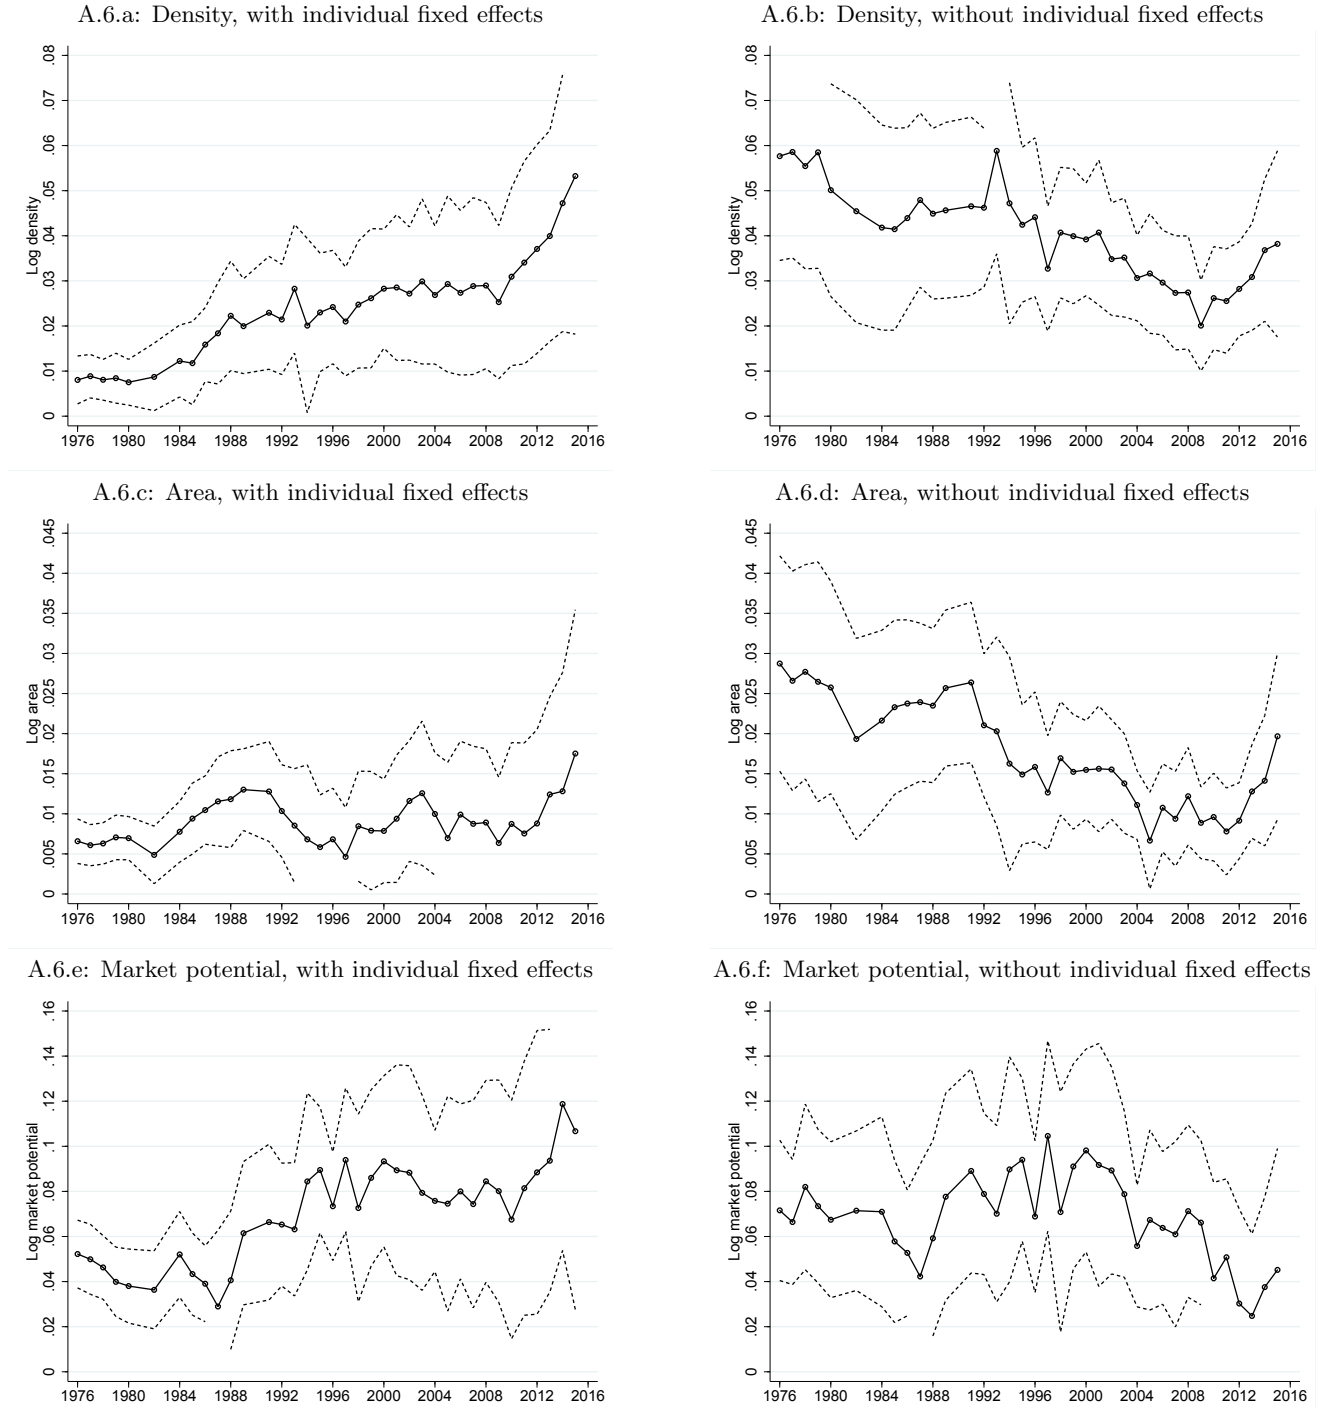 A.6.a: Density, with individual fixed effects
Log density
0 .01 .02 .03 .04 .05 .06 .07 .08
1976 1980 1984 1988 1992 1996 2000 2004 2008 2012 2016
A.6.b: Density, without individual fixed effects
Log density
0 .01 .02 .03 .04 .05 .06 .07 .08
1976 1980 1984 1988 1992 1996 2000 2004 2008 2012 2016
A.6.c: Area, with individual fixed effects
Log area
0 .005 .01 .015 .02 .025 .03 .035 .04 .045
1976 1980 1984 1988 1992 1996 2000 2004 2008 2012 2016
A.6.d: Area, without individual fixed effects
Log area
0 .005 .01 .015 .02 .025 .03 .035 .04 .045
1976 1980 1984 1988 1992 1996 2000 2004 2008 2012 2016
A.6.e: Market potential, with individual fixed effects
Log market potential
0 .02 .04 .06 .08 .1 .12 .14 .16
1976 1980 1984 1988 1992 1996 2000 2004 2008 2012 2016
A.6.f: Market potential, without individual fixed effects
Log market potential
0 .02 .04 .06 .08 .1 .12 .14 .16
1976 1980 1984 1988 1992 1996 2000 2004 2008 2012 2016